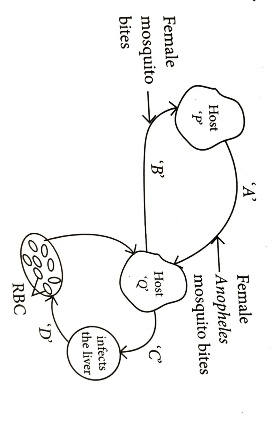 'A'
Female
Anopheles
mosquito bites
Host
'P'
'B'
Host
'Q'
'C'
infects
the liver
'D'
RBC
Female
mosquito
bites